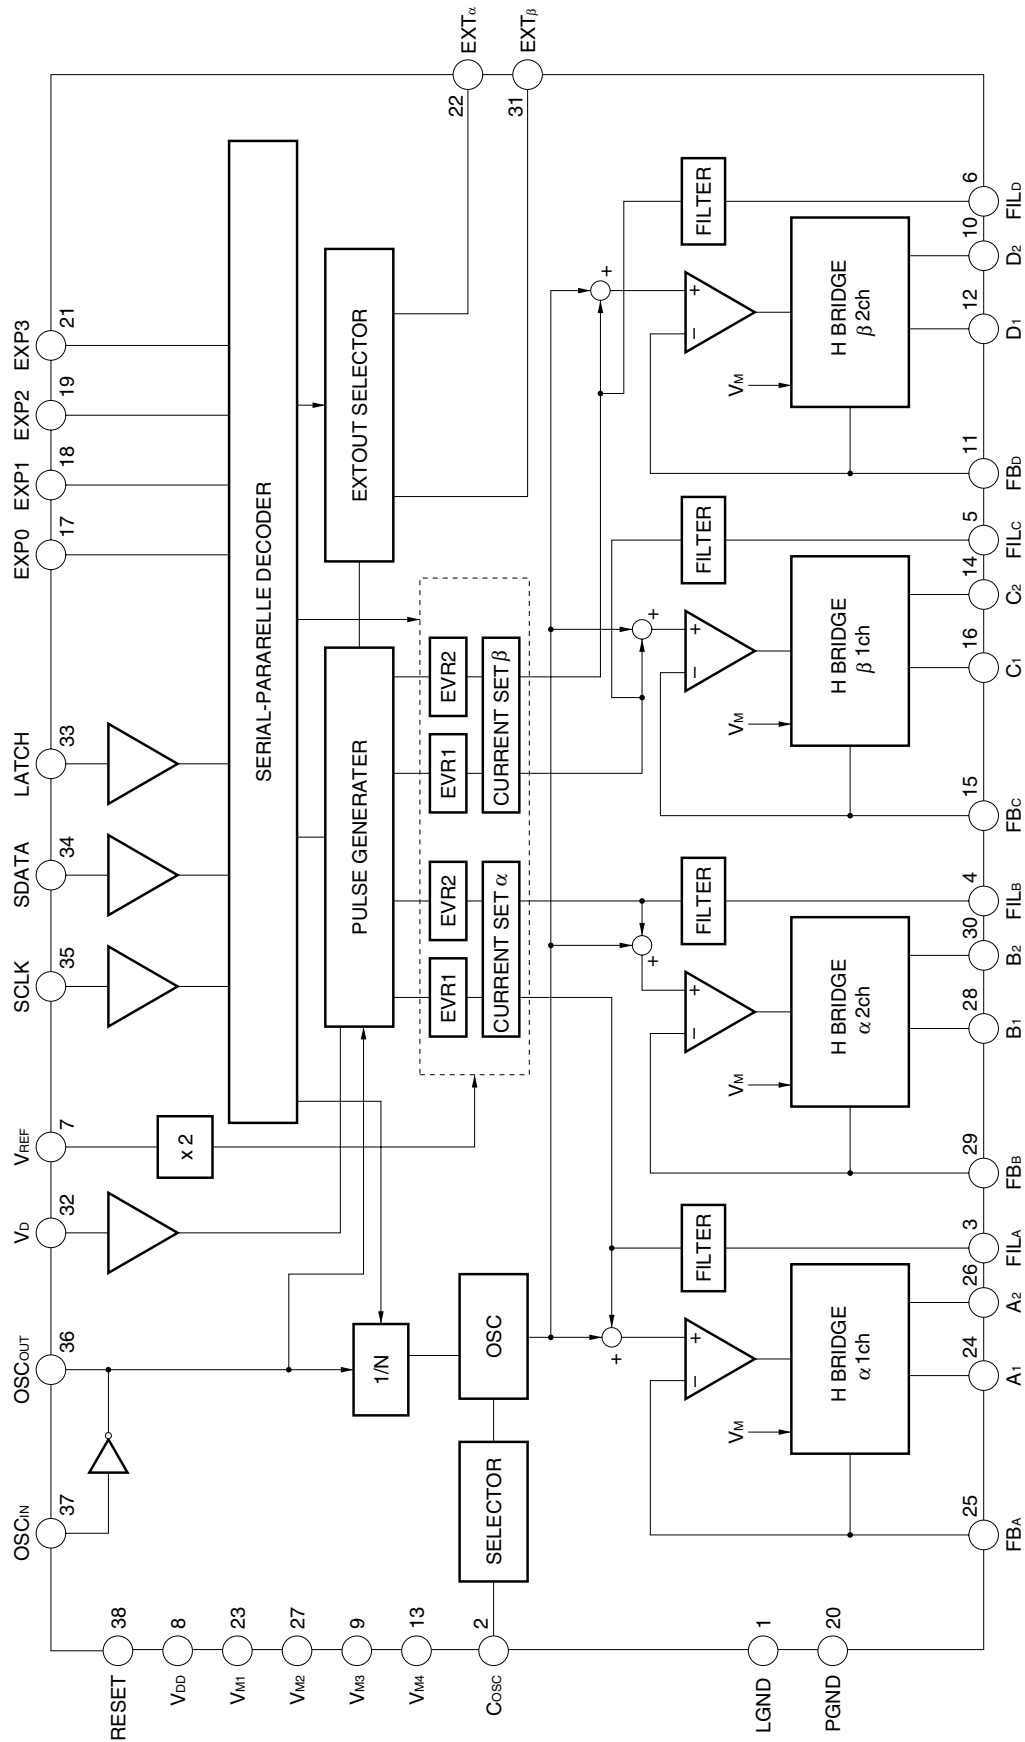 OSCIN
37
OSCOUT
36
VD
32
VREF
7
SCLK
35
SDATA
34
LATCH
33
EXP0
17
EXP1
18
EXP2
19
EXP3
21
RESET
38
VDD
8
VM1
23
VM2
27
VM3
9
VM4
13
COSC
2
LGND
1
PGND
20
EXTα
22
EXTβ
31
x 2
SERIAL-PARARELLE DECODER
1/N
PULSE GENERATER
EXTOUT SELECTOR
EVR1
EVR2
EVR1
EVR2
CURRENT SET α
CURRENT SET β
SELECTOR
OSC
+
+
+
+
FILTER
FILTER
FILTER
FILTER
− +
− +
− +
− +
VM
VM
VM
VM
H BRIDGE
α 1ch
H BRIDGE
α 2ch
H BRIDGE
β 1ch
H BRIDGE
β 2ch
25
FBA
24
A1
26
A2
3
FILA
29
FBB
28
B1
30
B2
4
FILB
15
FBC
16
C1
14
C2
5
FILC
11
FBD
12
D1
10
D2
6
FILD